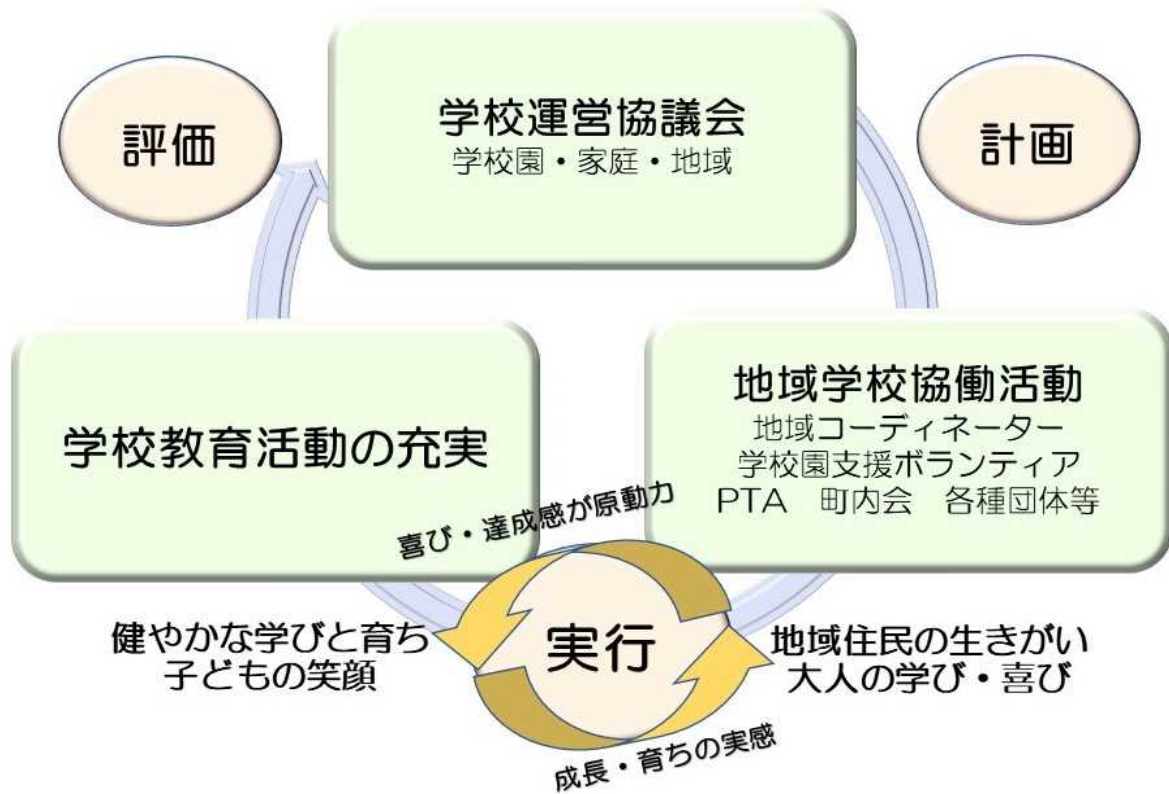 評価
学校運営協議会
学校園・家庭・地域
計画
学校教育活動の充実
地域学校協働活動
地域コーディネーター
学校園支援ボランティア
PTA　町内会　各種団体等
喜び・達成感が原動力
健やかな学びと育ち
子どもの笑顔
実行
地域住民の生きがい
大人の学び・喜び
成長・育ちの実感